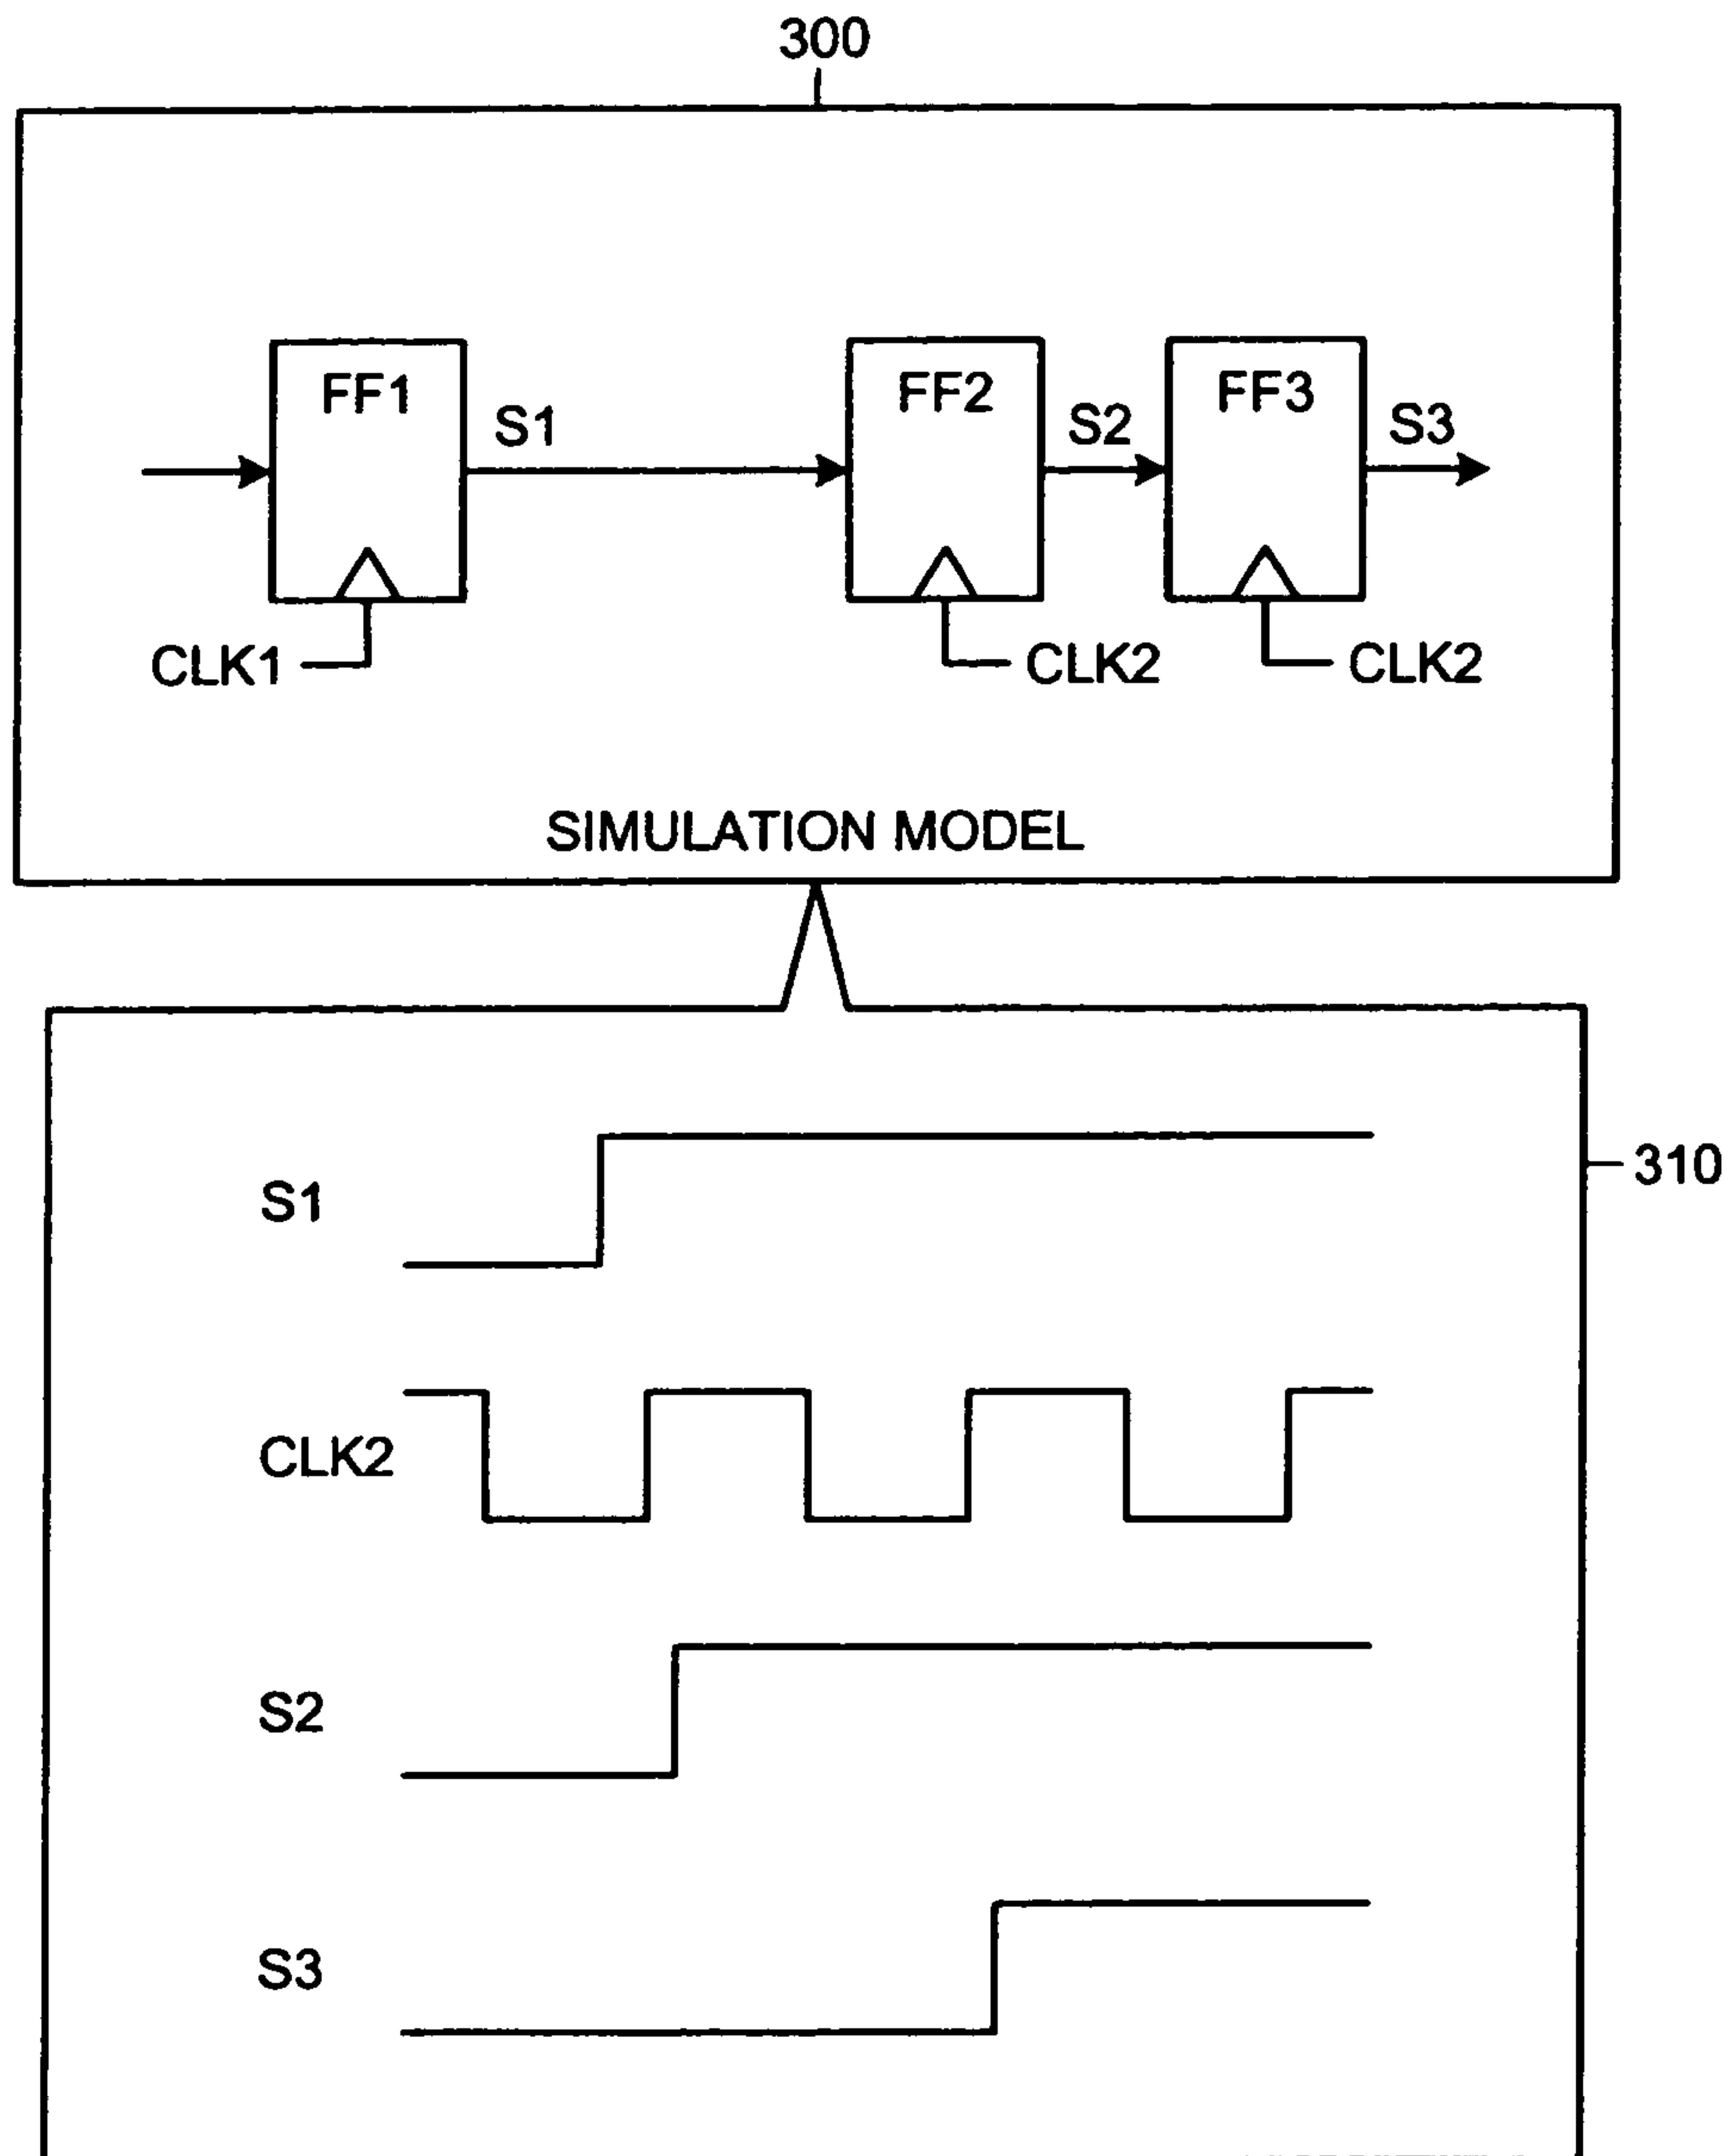 300
FF1
S1
FF2
S2
FF3
S3
CLK1
CLK2
CLK2
SIMULATION MODEL
310
S1
CLK2
S2
S3